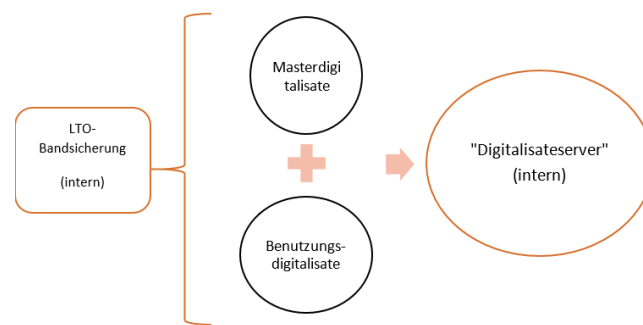 LTO-
Bandsicherung
(intern)
Masterdigi
talisate
Benutzungs-
digitalisate
"Digitalisateserver"
(intern)